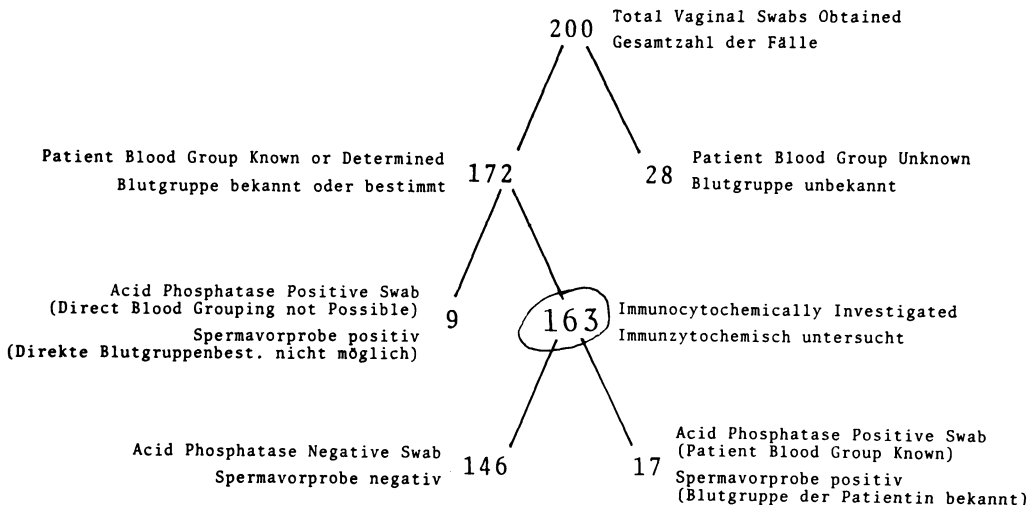 200
Total Vaginal Swabs Obtained
Gesamtzahl der Fälle
Patient Blood Group Known or Determined
Blutgruppe bekannt oder bestimmt
172
28
Patient Blood Group Unknown
Blutgruppe unbekannt
Acid Phosphatase Positive Swab
(Direct Blood Grouping not Possible)
Spermavorprobe positiv
(Direkte Blutgruppenbest. nicht möglich)
9
163
Immunocytochemically Investigated
Immunzytochemisch untersucht
Acid Phosphatase Negative Swab
Spermavorprobe negativ
146
17
Acid Phosphatase Positive Swab
(Patient Blood Group Known)
Spermavorprobe positiv
(Blutgruppe der Patientin bekannt)